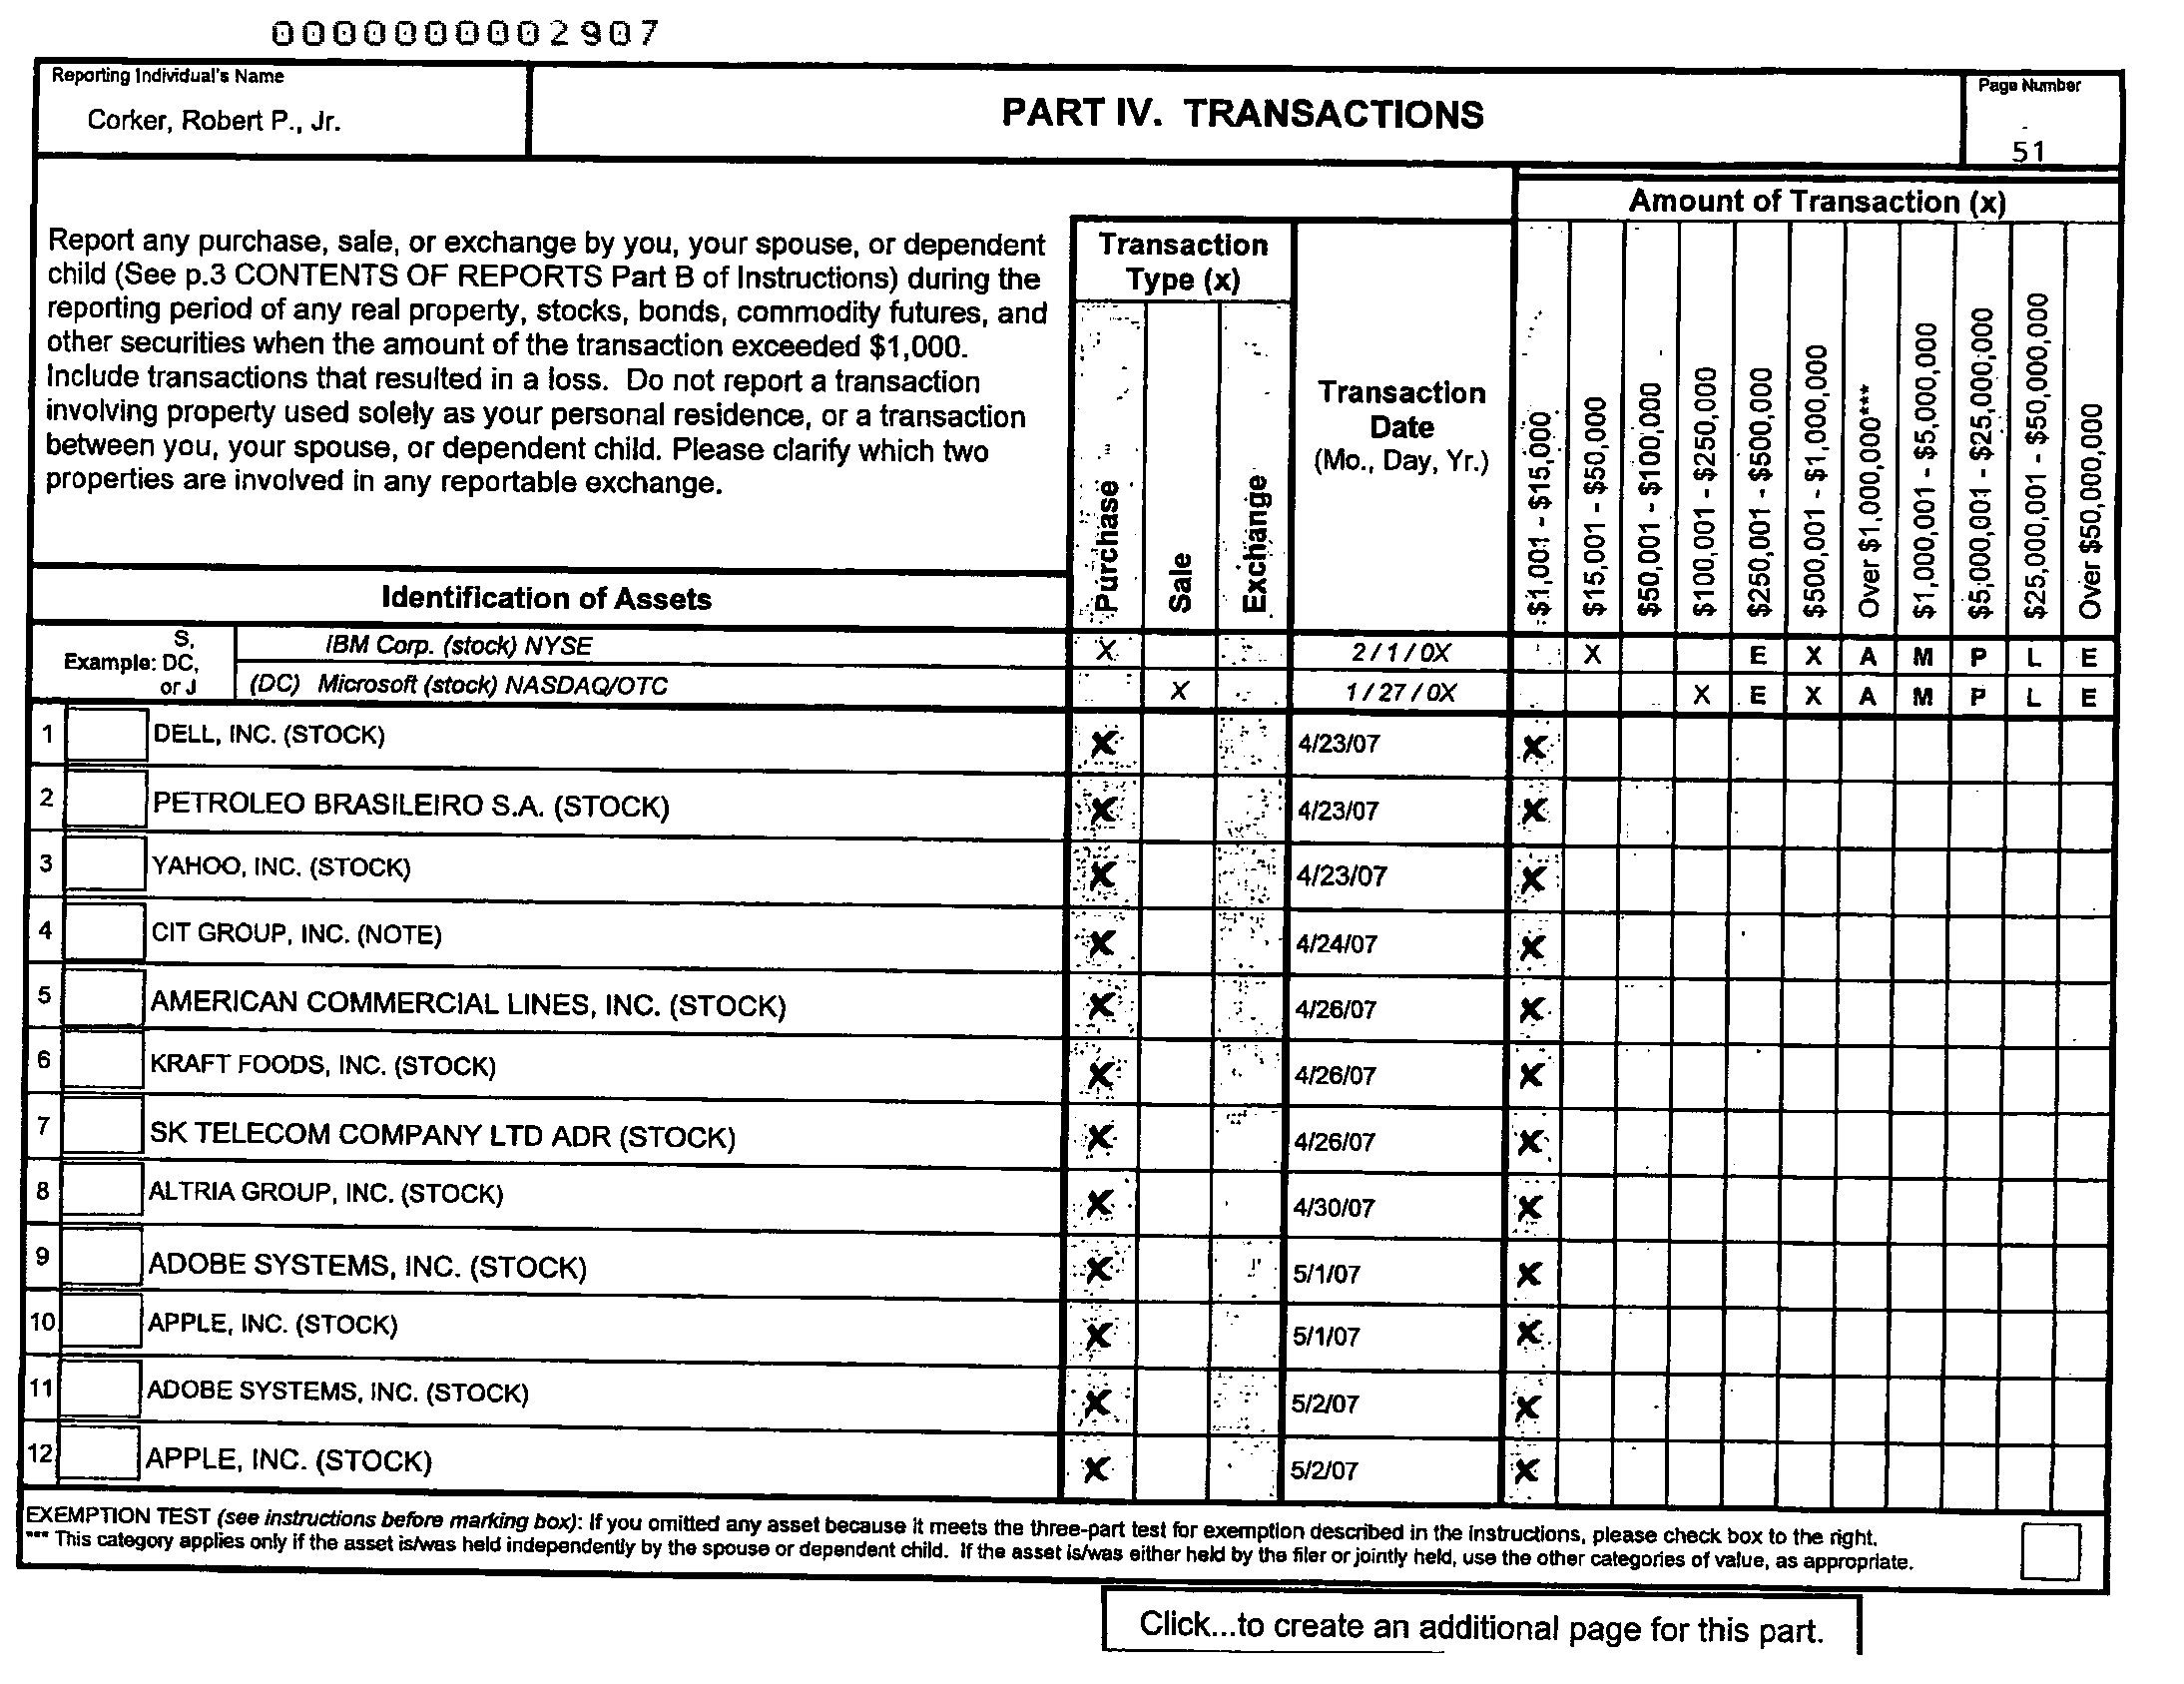 0000000002907
Reporting Individual's Name
Corker, Robert P., Jr.
PART IV. TRANSACTIONS
Page Number
51
Report any purchase, sale, or exchange by you, your spouse, or dependent
child (See p.3 CONTENTS OF REPORTS Part B of Instructions) during the
reporting period of any real property, stocks, bonds, commodity futures, and
other securities when the amount of the transaction exceeded $1,000.
Include transactions that resulted in a loss. Do not report a transaction
involving property used solely as your personal residence, or a transaction
between you, your spouse, or dependent child. Please clarify which two
properties are involved in any reportable exchange.
Identification of Assets
Transaction
Type (x)
Purchase
Sale
Exchange
Transaction
Date
(Mo., Day, Yr.)
Amount of Transaction (x)
$1,001 - $15,000
$15,001 - $50,000
$50,001 - $100,000
$100,001 - $250,000
$250,001 - $500,000
$500,001 - $1,000,000
Over $1,000,000***
$1,000,001 - $5,000,000
$5,000,001 - $25,000,000
$25,000,001 - $50,000,000
Over $50,000,000
Example: S, DC, or J
IBM Corp. (stock) NYSE X 2 / 1 / 0X X E X A M P L E
(DC) Microsoft (stock) NASDAQ/OTC X 1 / 27 / 0X X E X A M P L E
1 DELL, INC. (STOCK) X 4/23/07 X
2 PETROLEO BRASILEIRO S.A. (STOCK) X 4/23/07 X
3 YAHOO, INC. (STOCK) X 4/23/07 X
4 CIT GROUP, INC. (NOTE) X 4/24/07 X
5 AMERICAN COMMERCIAL LINES, INC. (STOCK) X 4/26/07 X
6 KRAFT FOODS, INC. (STOCK) X 4/26/07 X
7 SK TELECOM COMPANY LTD ADR (STOCK) X 4/26/07 X
8 ALTRIA GROUP, INC. (STOCK) X 4/30/07 X
9 ADOBE SYSTEMS, INC. (STOCK) X 5/1/07 X
10 APPLE, INC. (STOCK) X 5/1/07 X
11 ADOBE SYSTEMS, INC. (STOCK) X 5/2/07 X
12 APPLE, INC. (STOCK) X 5/2/07 X
EXEMPTION TEST (see instructions before marking box): If you omitted any asset because it meets the three-part test for exemption described in the instructions, please check box to the right.
*** This category applies only if the asset is/was held independently by the spouse or dependent child. If the asset is/was either held by the filer or jointly held, use the other categories of value, as appropriate.
Click...to create an additional page for this part.